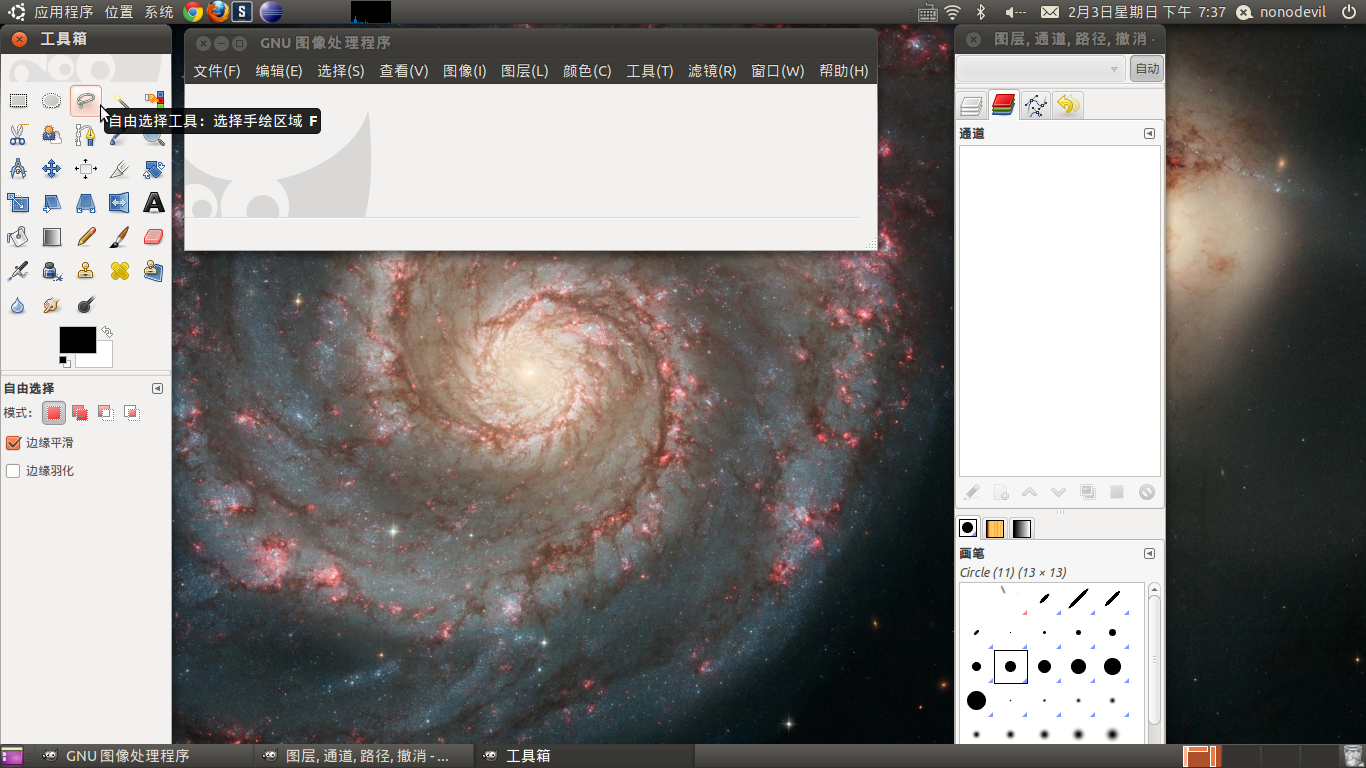 应用程序 位置 系统
S
2月3日星期日 下午 7:37
nonodevil
工具箱
GNU 图像处理程序
文件(F) 编辑(E) 选择(S) 查看(V) 图像(I) 图层(L) 颜色(C) 工具(T) 滤镜(R) 窗口(W) 帮助(H)
自由选择工具：选择手绘区域 F
自由选择
模式：
边缘平滑
边缘羽化
图层, 通道, 路径, 撤消 -
自动
通道
画笔
Circle (11) (13 × 13)
GNU 图像处理程序
图层, 通道, 路径, 撤消 - ...
工具箱